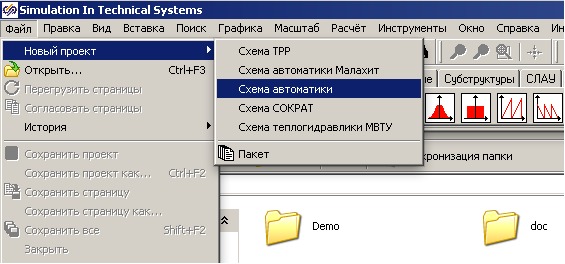 Simulation In Technical Systems
Файл Правка Вид Вставка Поиск Графика Масштаб Расчёт Инструменты Окно С
Новый проект
Схема ТРР
Открыть... Ctrl+F3
Схема автоматики Малахит
Перегрузить страницы
Схема автоматики
ые Субструктуры СЛАУ
Согласовать страницы
Схема СОКРАТ
История
Схема теплогидравлики МВТУ
Сохранить проект
Пакет
хронизация папки
Сохранить проект как... Ctrl+F2
Сохранить страницу
Сохранить страницу как...
Demo
doc
Сохранить все Shift+F2
Закрыть